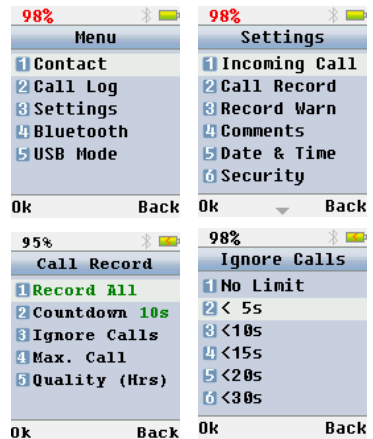 98%
Menu
1 Contact
2 Call Log
3 Settings
4 Bluetooth
5 USB Mode
Ok Back
98%
Settings
1 Incoming Call
2 Call Record
3 Record Warn
4 Comments
5 Date & Time
6 Security
Ok Back
95%
Call Record
1 Record All
2 Countdown 10s
3 Ignore Calls
4 Max. Call
5 Quality (Hrs)
Ok Back
98%
Ignore Calls
1 No Limit
2 < 5s
3 <10s
4 <15s
5 <20s
6 <30s
Ok Back